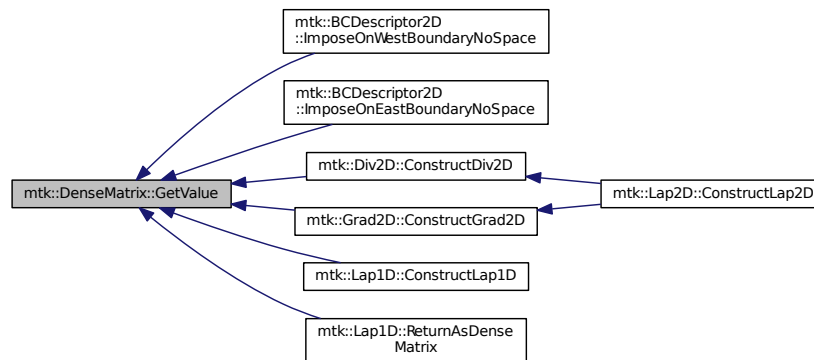 mtk::BCDescriptor2D
::ImposeOnWestBoundaryNoSpace
mtk::BCDescriptor2D
::ImposeOnEastBoundaryNoSpace
mtk::Div2D::ConstructDiv2D
mtk::DenseMatrix::GetValue
mtk::Lap2D::ConstructLap2D
mtk::Grad2D::ConstructGrad2D
mtk::Lap1D::ConstructLap1D
mtk::Lap1D::ReturnAsDense
Matrix